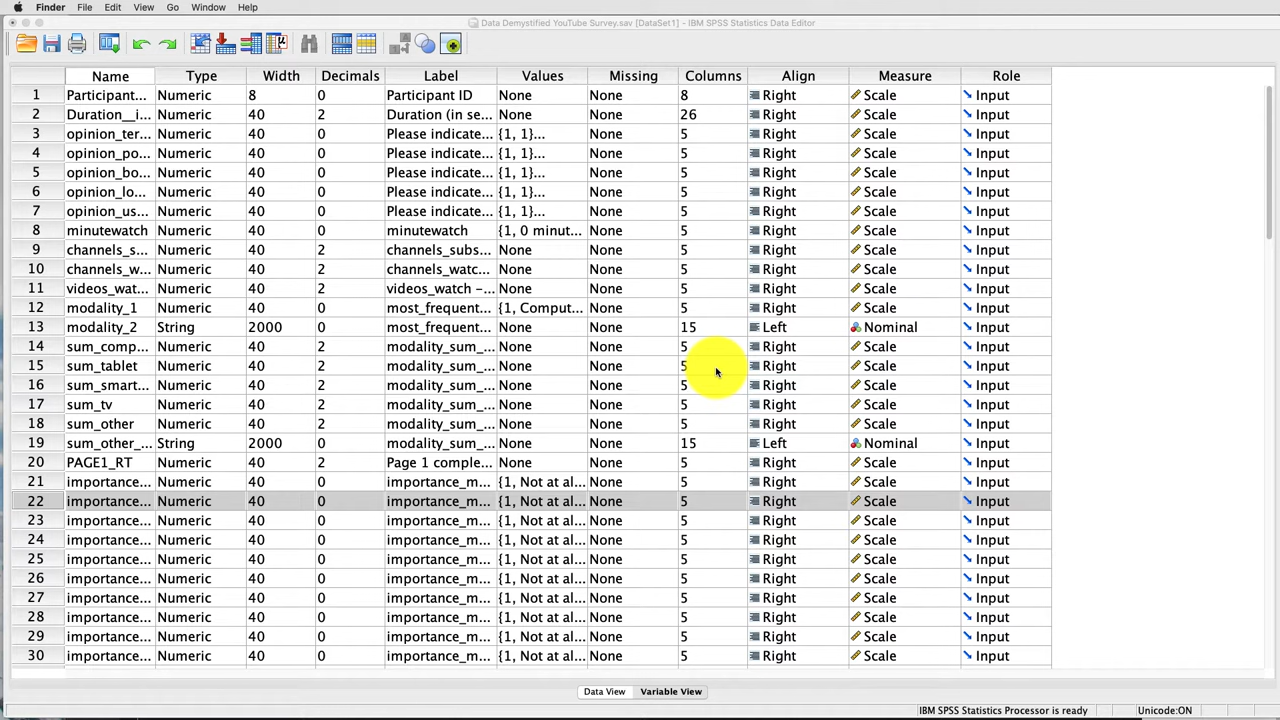 Finder File Edit View Go Window Help
Data Demystified YouTube Survey.sav [DataSet1] - IBM SPSS Statistics Data Editor
Name Type Width Decimals Label Values Missing Columns Align Measure Role
1 Participant... Numeric 8 0 Participant ID None None 8 Right Scale Input
2 Duration__i... Numeric 40 2 Duration (in se... None None 26 Right Scale Input
3 opinion_ter... Numeric 40 0 Please indicate... {1, 1}... None 5 Right Scale Input
4 opinion_po... Numeric 40 0 Please indicate... {1, 1}... None 5 Right Scale Input
5 opinion_bo... Numeric 40 0 Please indicate... {1, 1}... None 5 Right Scale Input
6 opinion_lo... Numeric 40 0 Please indicate... {1, 1}... None 5 Right Scale Input
7 opinion_us... Numeric 40 0 Please indicate... {1, 1}... None 5 Right Scale Input
8 minutewatch Numeric 40 0 minutewatch {1, 0 minut... None 5 Right Scale Input
9 channels_s... Numeric 40 2 channels_subs... None None 5 Right Scale Input
10 channels_w... Numeric 40 2 channels_watc... None None 5 Right Scale Input
11 videos_wat... Numeric 40 2 videos_watch –... None None 5 Right Scale Input
12 modality_1 Numeric 40 0 most_frequent... {1, Comput... None 5 Right Scale Input
13 modality_2 String 2000 0 most_frequent... None None 15 Left Nominal Input
14 sum_comp... Numeric 40 2 modality_sum_... None None 5 Right Scale Input
15 sum_tablet Numeric 40 2 modality_sum_... None None 5 Right Scale Input
16 sum_smart... Numeric 40 2 modality_sum_... None None 5 Right Scale Input
17 sum_tv Numeric 40 2 modality_sum_... None None 5 Right Scale Input
18 sum_other Numeric 40 2 modality_sum_... None None 5 Right Scale Input
19 sum_other_... String 2000 0 modality_sum_... None None 15 Left Nominal Input
20 PAGE1_RT Numeric 40 2 Page 1 comple... None None 5 Right Scale Input
21 importance... Numeric 40 0 importance_m... {1, Not at al... None 5 Right Scale Input
22 importance... Numeric 40 0 importance_m... {1, Not at al... None 5 Right Scale Input
23 importance... Numeric 40 0 importance_m... {1, Not at al... None 5 Right Scale Input
24 importance... Numeric 40 0 importance_m... {1, Not at al... None 5 Right Scale Input
25 importance... Numeric 40 0 importance_m... {1, Not at al... None 5 Right Scale Input
26 importance... Numeric 40 0 importance_m... {1, Not at al... None 5 Right Scale Input
27 importance... Numeric 40 0 importance_m... {1, Not at al... None 5 Right Scale Input
28 importance... Numeric 40 0 importance_m... {1, Not at al... None 5 Right Scale Input
29 importance... Numeric 40 0 importance_m... {1, Not at al... None 5 Right Scale Input
30 importance... Numeric 40 0 importance_m... {1, Not at al... None 5 Right Scale Input
Data View Variable View
IBM SPSS Statistics Processor is ready Unicode:ON